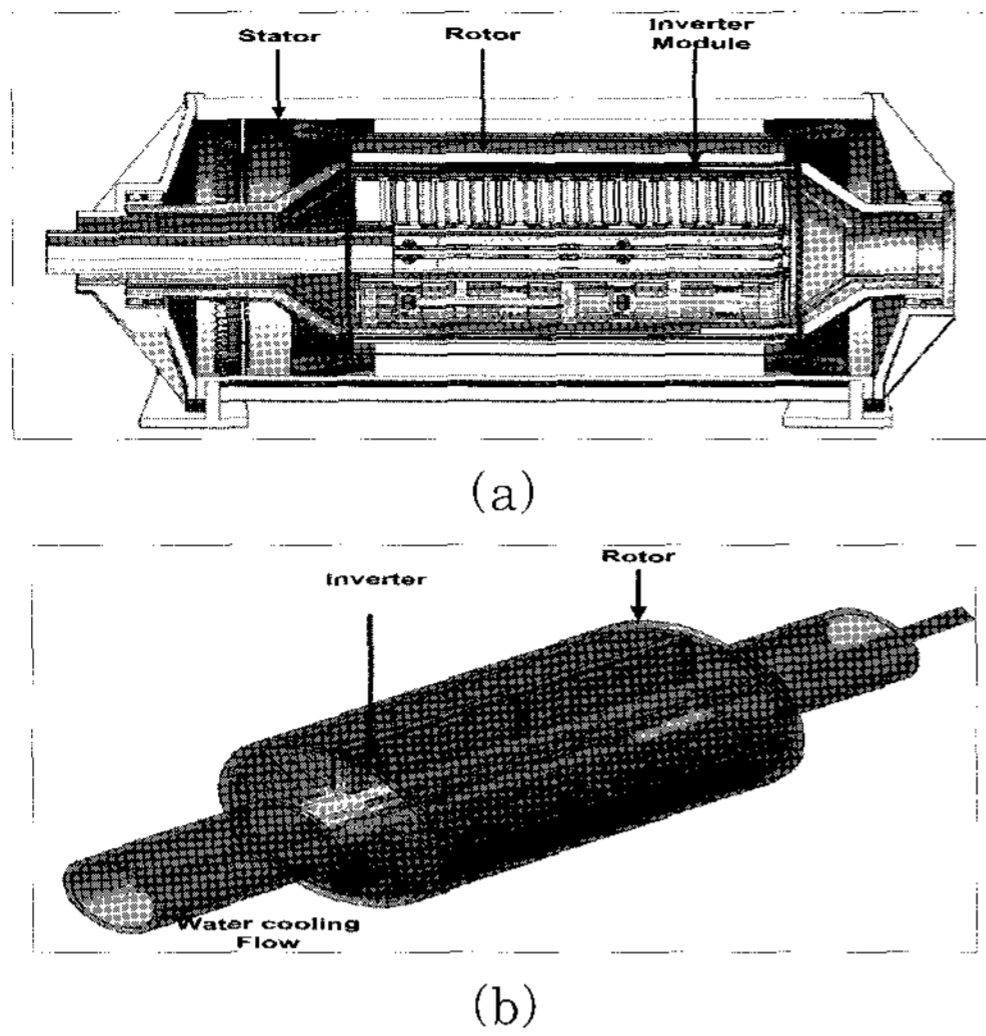 Stator
Rotor
Inverter
Module
(a)
Inverter
Rotor
Water cooling
Flow
(b)